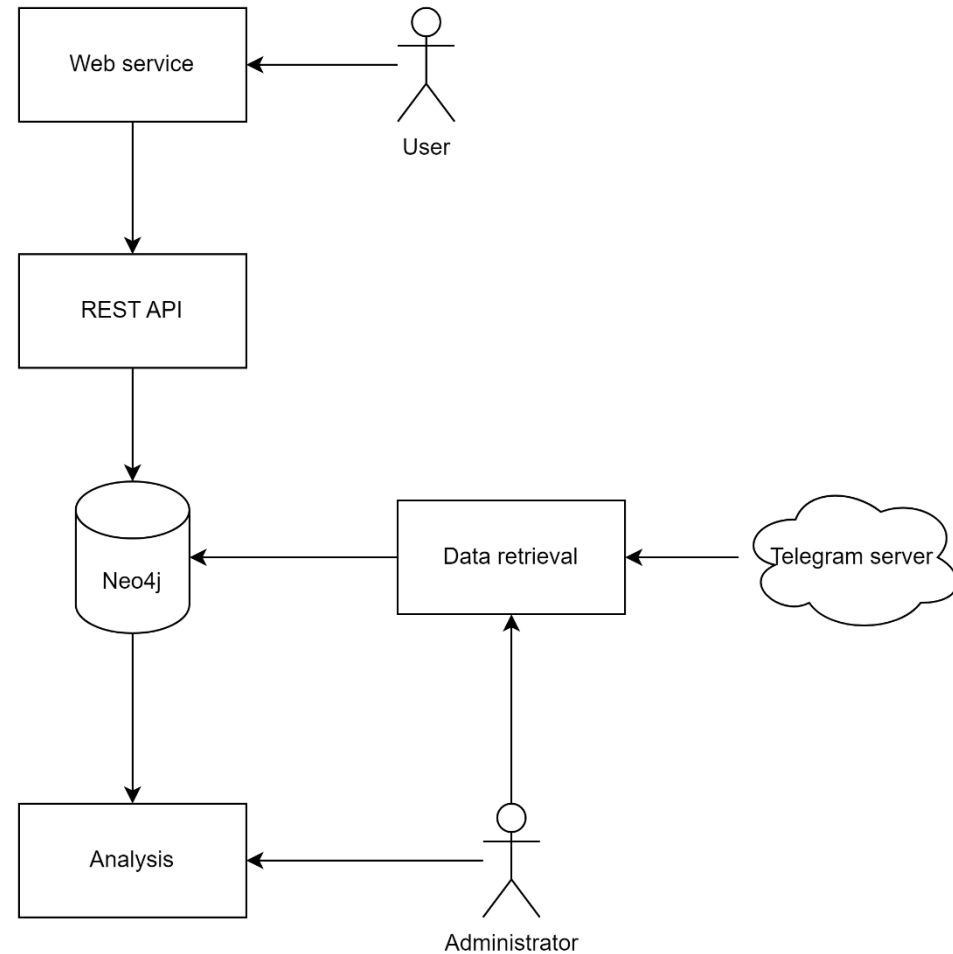 Web service
User
REST API
Neo4j
Data retrieval
Telegram server
Analysis
Administrator